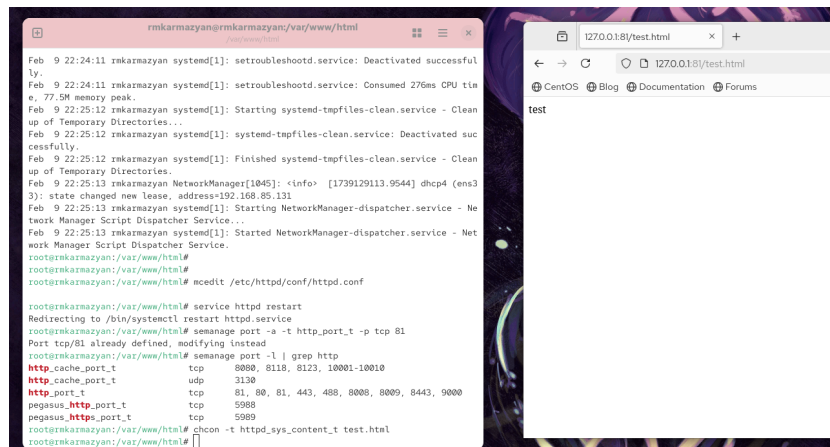 rmkarmazyan@rmkarmazyan:/var/www/html
/var/www/html
Feb  9 22:24:11 rmkarmazyan systemd[1]: setroubleshootd.service: Deactivated successful
ly.
Feb  9 22:24:11 rmkarmazyan systemd[1]: setroubleshootd.service: Consumed 276ms CPU tim
e, 77.5M memory peak.
Feb  9 22:25:12 rmkarmazyan systemd[1]: Starting systemd-tmpfiles-clean.service - Clean
up of Temporary Directories...
Feb  9 22:25:12 rmkarmazyan systemd[1]: systemd-tmpfiles-clean.service: Deactivated suc
cessfully.
Feb  9 22:25:12 rmkarmazyan systemd[1]: Finished systemd-tmpfiles-clean.service - Clean
up of Temporary Directories.
Feb  9 22:25:13 rmkarmazyan NetworkManager[1045]: <info>  [1739129113.9544] dhcp4 (ens3
3): state changed new lease, address=192.168.85.131
Feb  9 22:25:13 rmkarmazyan systemd[1]: Starting NetworkManager-dispatcher.service - Ne
twork Manager Script Dispatcher Service...
Feb  9 22:25:13 rmkarmazyan systemd[1]: Started NetworkManager-dispatcher.service - Net
work Manager Script Dispatcher Service.
root@rmkarmazyan:/var/www/html#
root@rmkarmazyan:/var/www/html#
root@rmkarmazyan:/var/www/html# mcedit /etc/httpd/conf/httpd.conf
root@rmkarmazyan:/var/www/html# service httpd restart
Redirecting to /bin/systemctl restart httpd.service
root@rmkarmazyan:/var/www/html# semanage port -a -t http_port_t -p tcp 81
Port tcp/81 already defined, modifying instead
root@rmkarmazyan:/var/www/html# semanage port -l | grep http
http_cache_port_t              tcp      8080, 8118, 8123, 10001-10010
http_cache_port_t              udp      3130
http_port_t                    tcp      81, 80, 81, 443, 488, 8008, 8009, 8443, 9000
pegasus_http_port_t            tcp      5988
pegasus_https_port_t           tcp      5989
root@rmkarmazyan:/var/www/html# chcon -t httpd_sys_content_t test.html
root@rmkarmazyan:/var/www/html#
127.0.0.1:81/test.html
127.0.0.1:81/test.html
CentOS Blog Documentation Forums
test